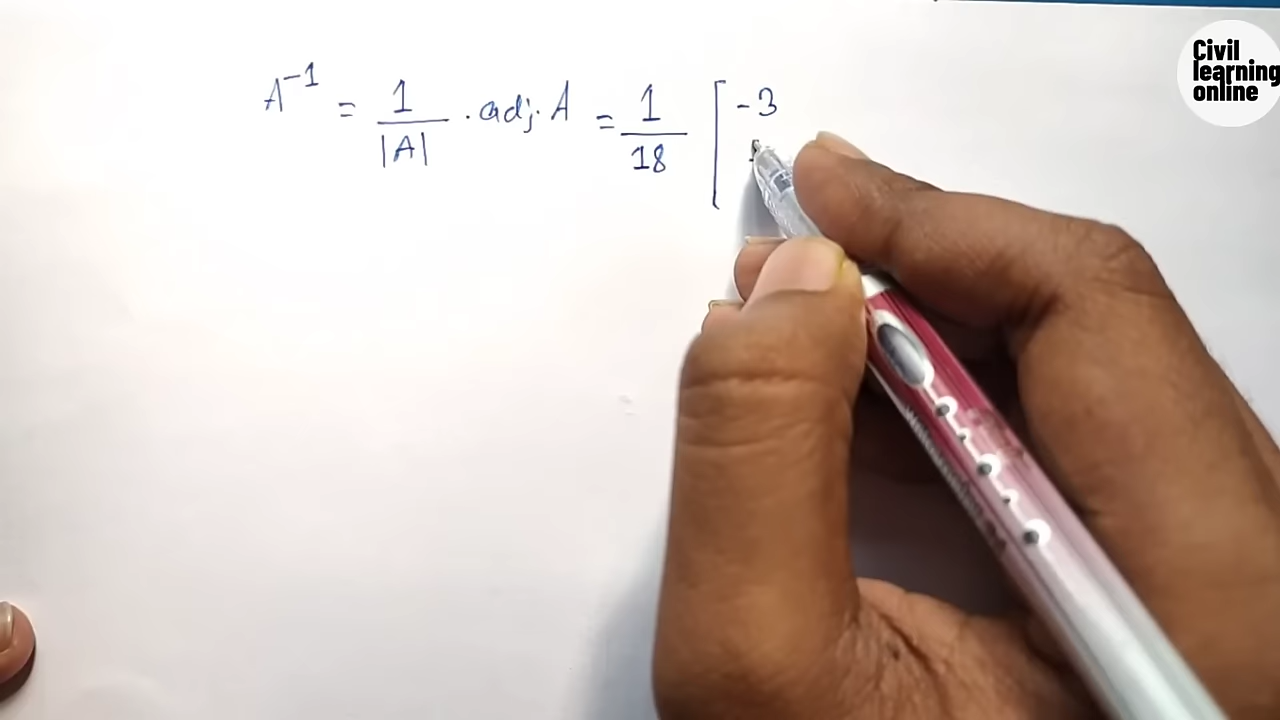 Civil
learning
online
A⁻¹ = 1/|A| . adj. A = 1/18 [ -3